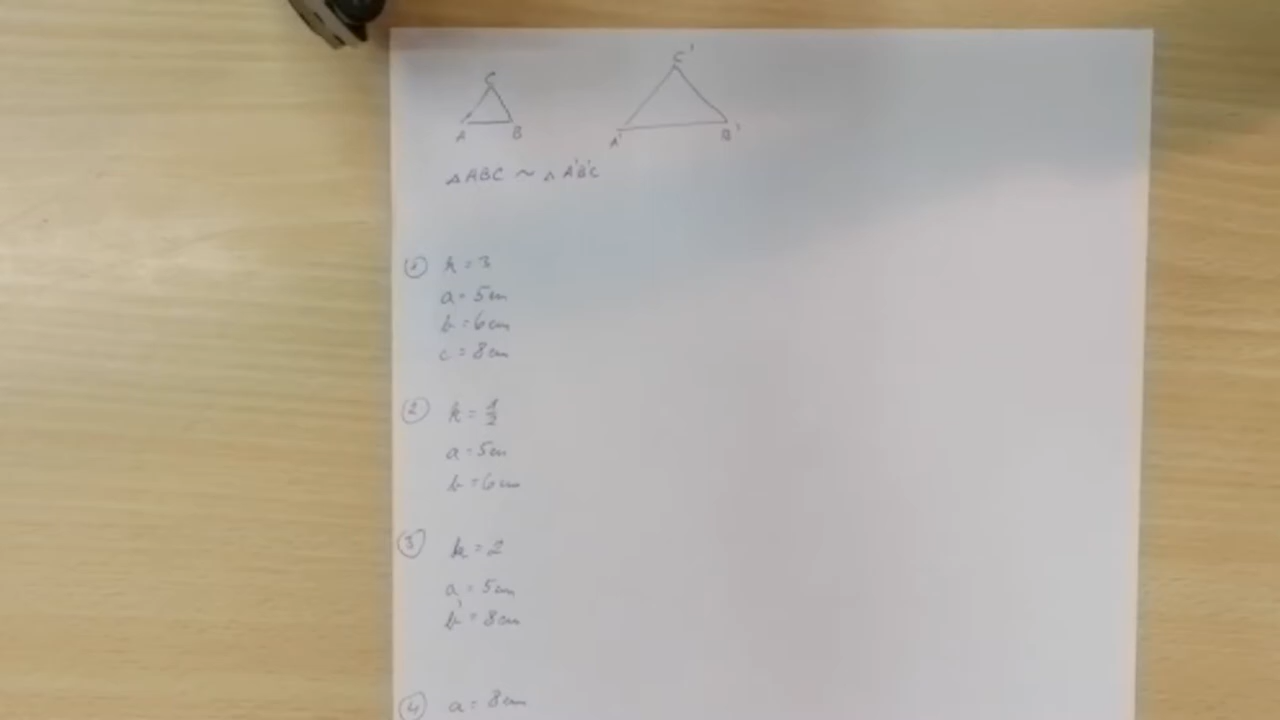 C
A B
C'
A' B'
△ABC ~ △A'B'C'
① k = 3
a = 5cm
b = 6cm
c = 8cm
② k = 1/2
a = 5cm
b = 6cm
③ k = 2
a = 5cm
b' = 8cm
④ a = 8cm